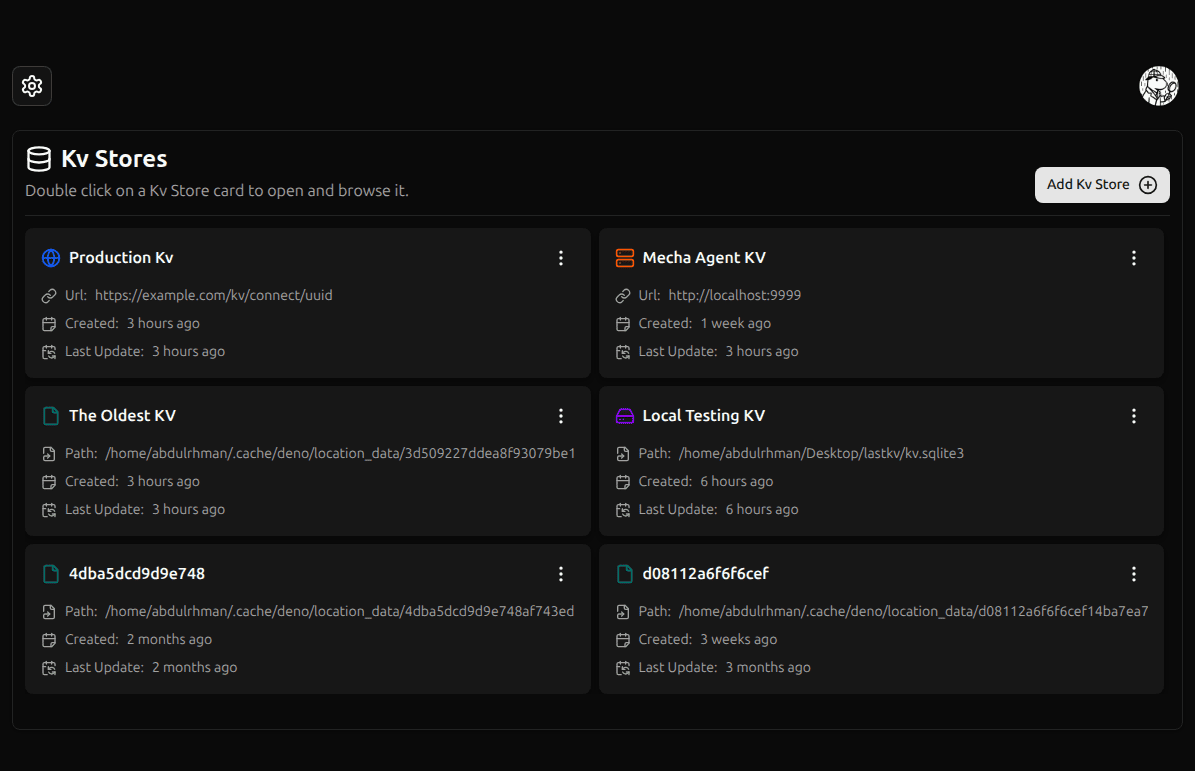 Kv Stores
Double click on a Kv Store card to open and browse it.
Add Kv Store
Production Kv
Url: https://example.com/kv/connect/uuid
Created: 3 hours ago
Last Update: 3 hours ago
Mecha Agent KV
Url: http://localhost:9999
Created: 1 week ago
Last Update: 3 hours ago
The Oldest KV
Path: /home/abdulrhman/.cache/deno/location_data/3d509227ddea8f93079be1
Created: 3 hours ago
Last Update: 3 hours ago
Local Testing KV
Path: /home/abdulrhman/Desktop/lastkv/kv.sqlite3
Created: 6 hours ago
Last Update: 6 hours ago
4dba5dcd9d9e748
Path: /home/abdulrhman/.cache/deno/location_data/4dba5dcd9d9e748af743ed
Created: 2 months ago
Last Update: 2 months ago
d08112a6f6f6cef
Path: /home/abdulrhman/.cache/deno/location_data/d08112a6f6f6cef14ba7ea7
Created: 3 weeks ago
Last Update: 3 months ago